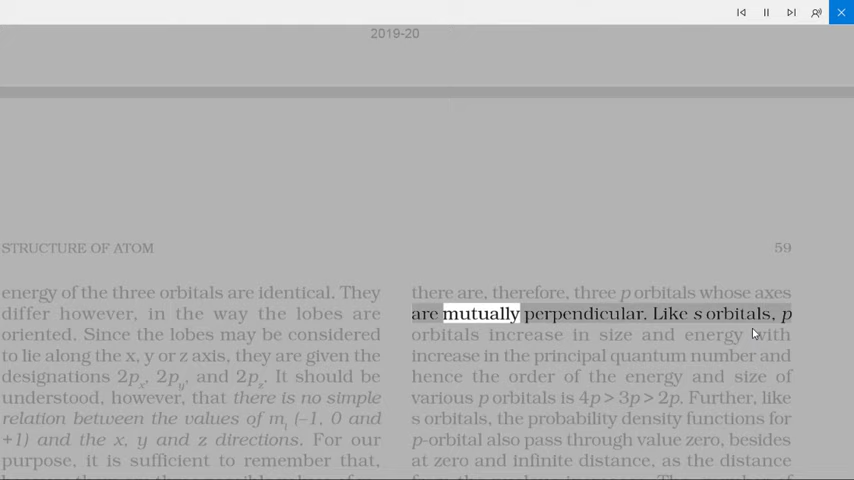 2019-20
STRUCTURE OF ATOM
59
energy of the three orbitals are identical. They
differ however, in the way the lobes are
oriented. Since the lobes may be considered
to lie along the x, y or z axis, they are given the
designations 2pₓ, 2pᵧ, and 2p_z. It should be
understood, however, that there is no simple
relation between the values of mₗ (–1, 0 and
+1) and the x, y and z directions. For our
purpose, it is sufficient to remember that,
there are, therefore, three p orbitals whose axes
are mutually perpendicular. Like s orbitals, p
orbitals increase in size and energy with
increase in the principal quantum number and
hence the order of the energy and size of
various p orbitals is 4p > 3p > 2p. Further, like
s orbitals, the probability density functions for
p-orbital also pass through value zero, besides
at zero and infinite distance, as the distance